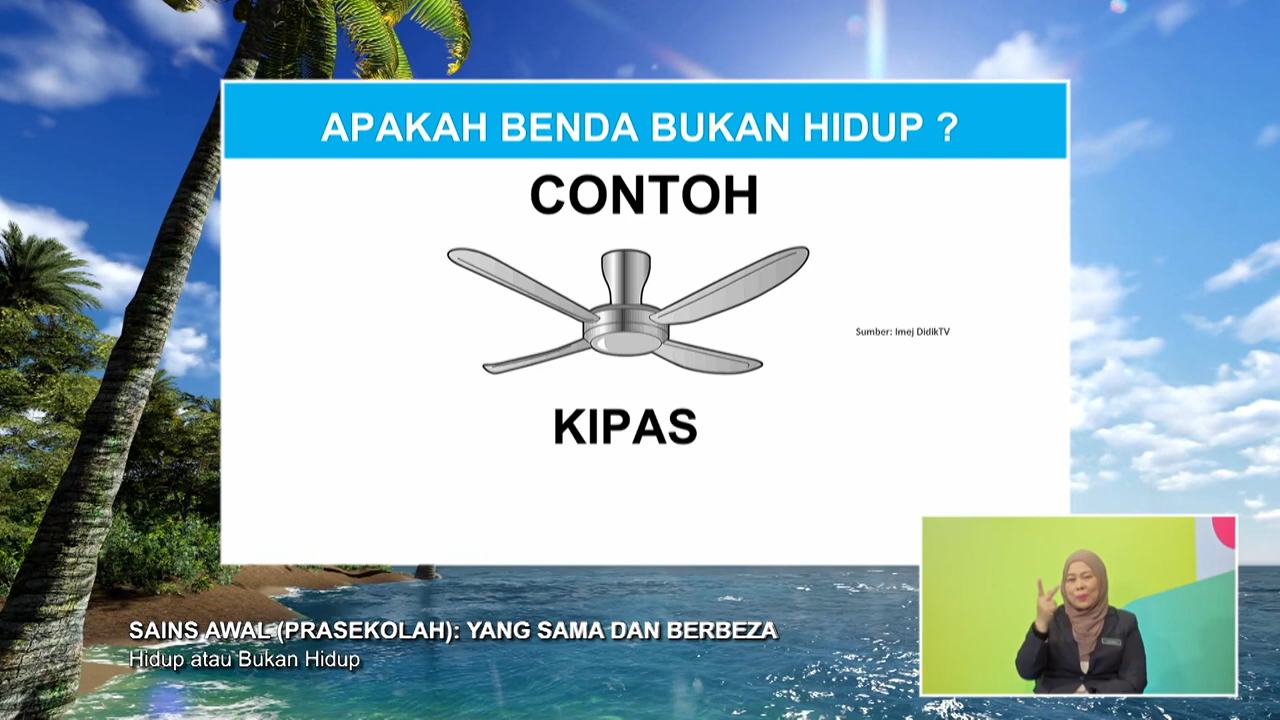 APAKAH BENDA BUKAN HIDUP ?
CONTOH
Sumber: Imej DidikTV
KIPAS
SAINS AWAL (PRASEKOLAH): YANG SAMA DAN BERBEZA
Hidup atau Bukan Hidup